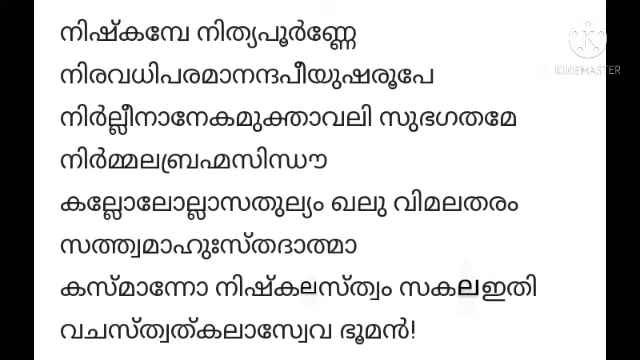 നിഷ്കമ്പേ നിത്യപൂർണ്ണേ
നിരവധിപരമാനന്ദപീയുഷരൂപേ
നിർല്ലീനാനേകമുക്താവലി സുഭഗതമേ
നിർമ്മലബ്രഹ്മസിന്ധൗ
കല്ലോലോല്ലാസതുല്യം ഖലു വിമലതരം
സത്ത്വമാഹുഃസ്തദാത്മാ
കസ്മാന്നോ നിഷ്കലസ്ത്വം സകലഇതി
വചസ്ത്വത്കലാസ്വേവ ഭൂമൻ!
KINEMASTER